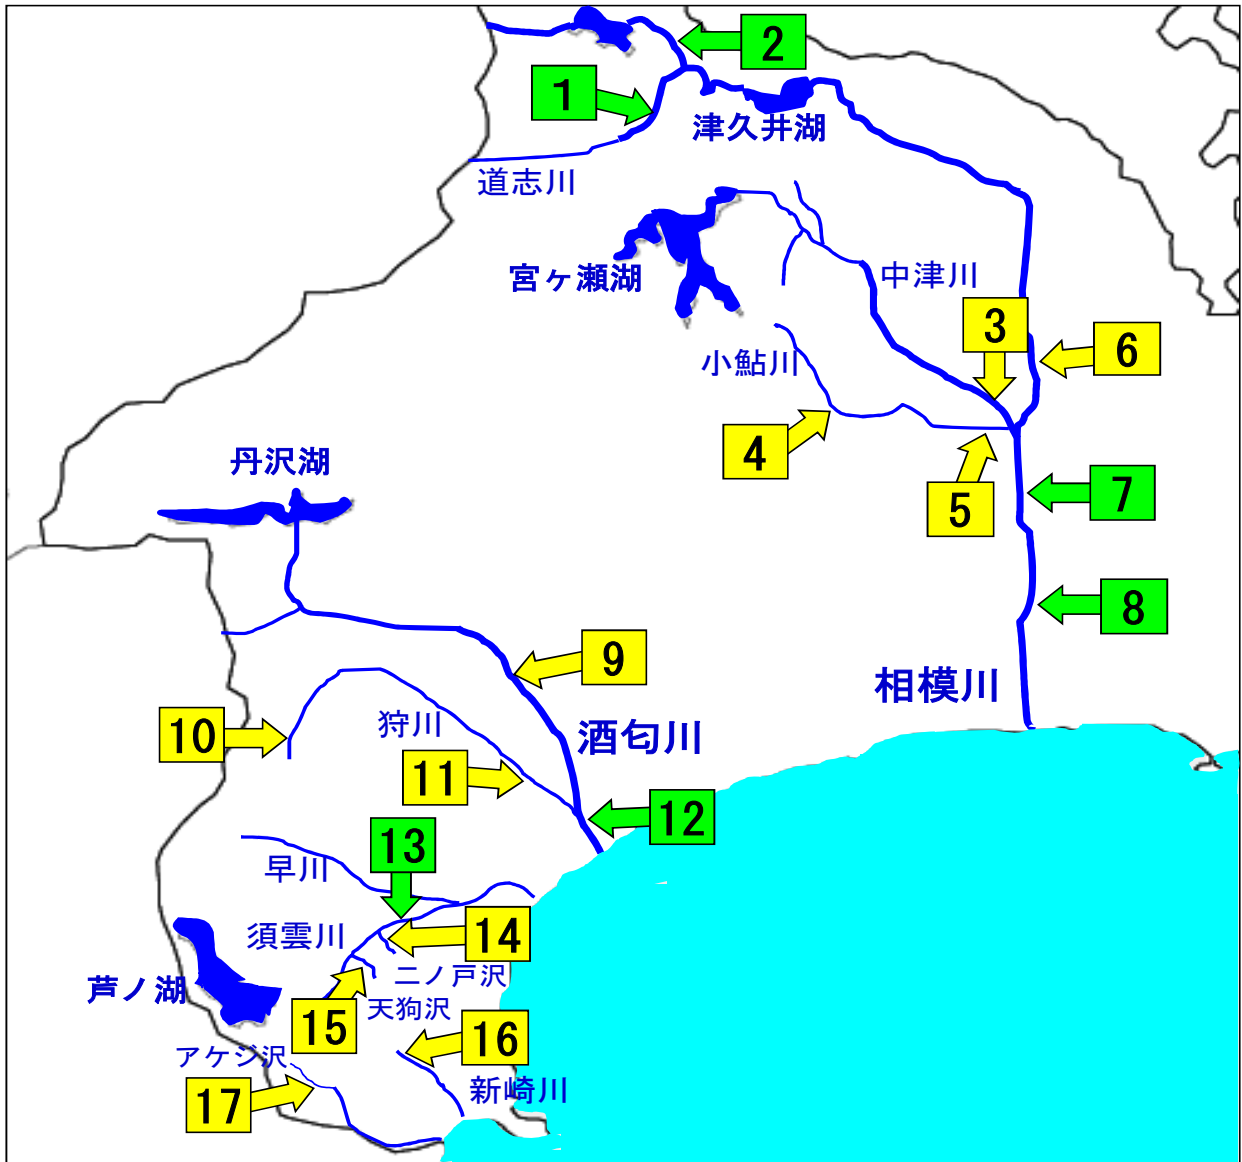 2
1
津久井湖
道志川
宮ヶ瀬湖
中津川
3
6
小鮎川
4
5
丹沢湖
7
8
9
相模川
10
狩川
酒匂川
11
12
13
早川
須雲川
14
二ノ戸沢
芦ノ湖
天狗沢
15
16
アケジ沢
新崎川
17